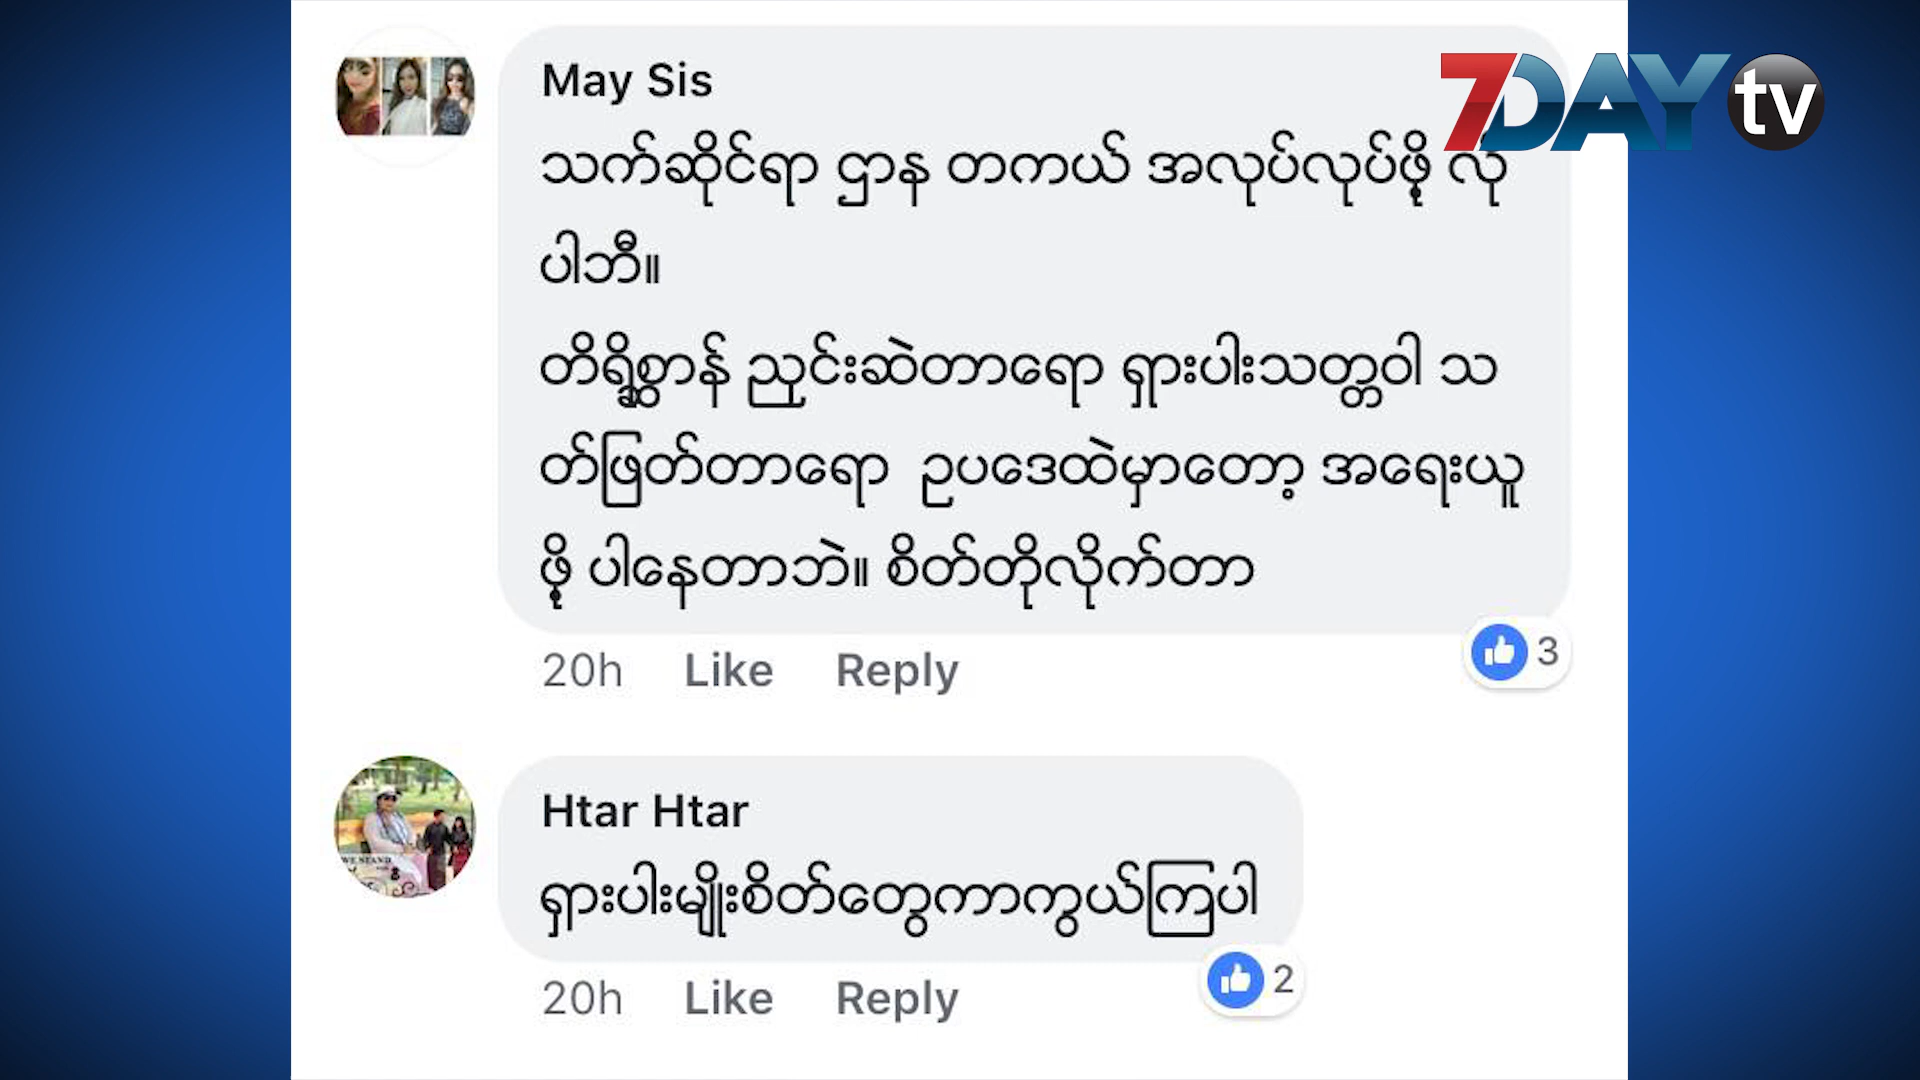 7DAY tv
May Sis
သက်ဆိုင်ရာ ဌာန တကယ် အလုပ်လုပ်ဖို့ လို
ပါဘီ။
တိရိစ္ဆာန် ညှင်းဆဲတာရော ရှားပါးသတ္တဝါ သ
တ်ဖြတ်တာရော ဥပဒေထဲမှာတော့ အရေးယူ
ဖို့ ပါနေတာဘဲ။ စိတ်တိုလိုက်တာ
20h Like Reply 3
WE STAND
Htar Htar
ရှားပါးမျိုးစိတ်တွေကာကွယ်ကြပါ
20h Like Reply 2